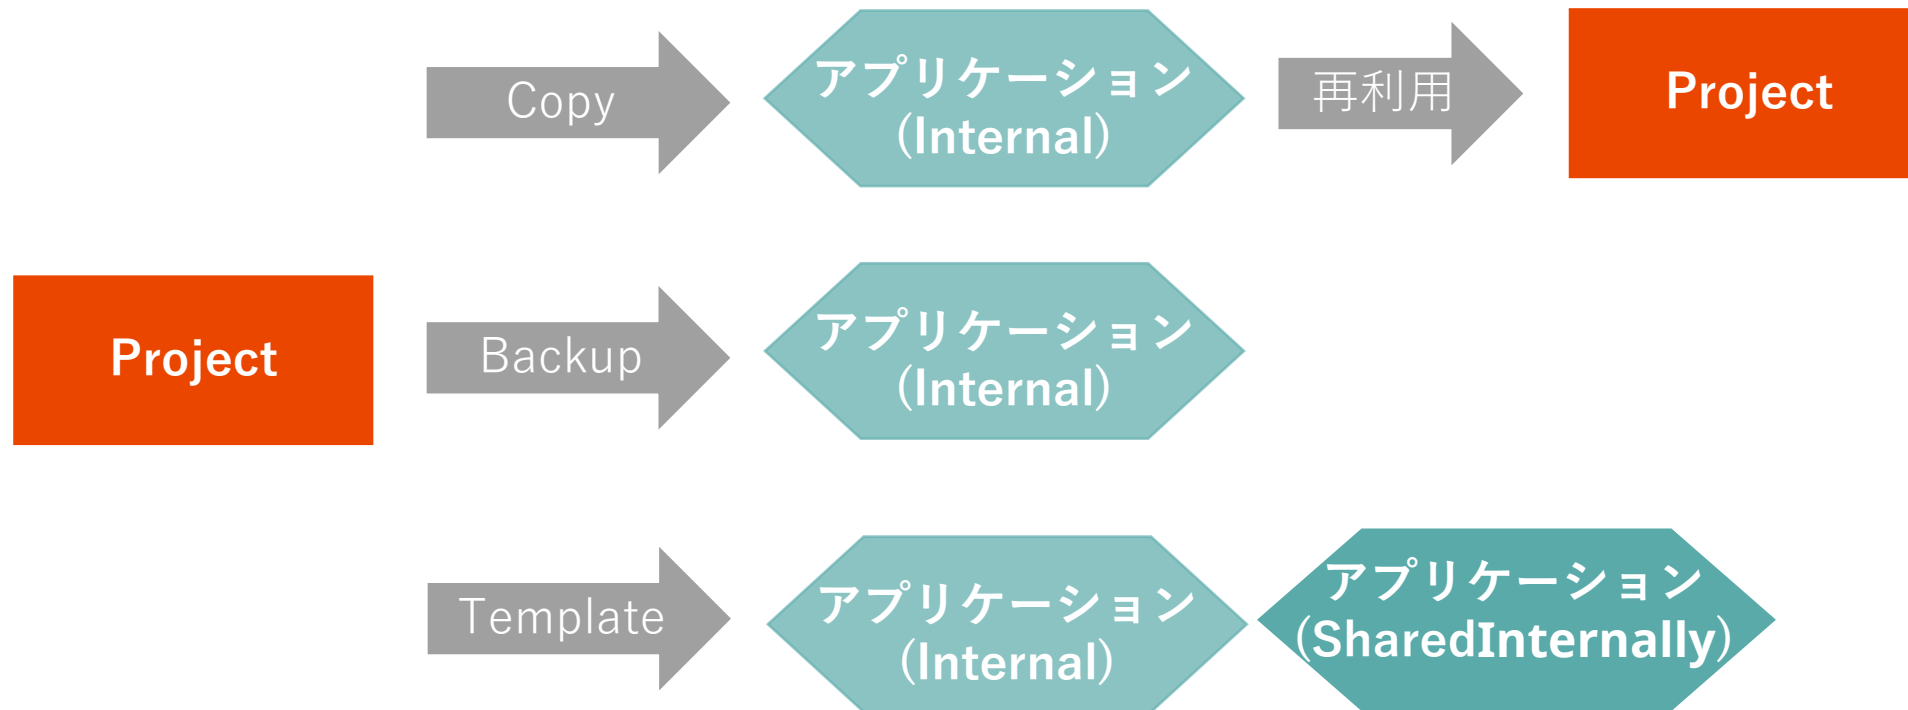 Copy
アプリケーション
(Internal)
再利用
Project
Project
Backup
アプリケーション
(Internal)
Template
アプリケーション
(Internal)
アプリケーション
(SharedInternally)